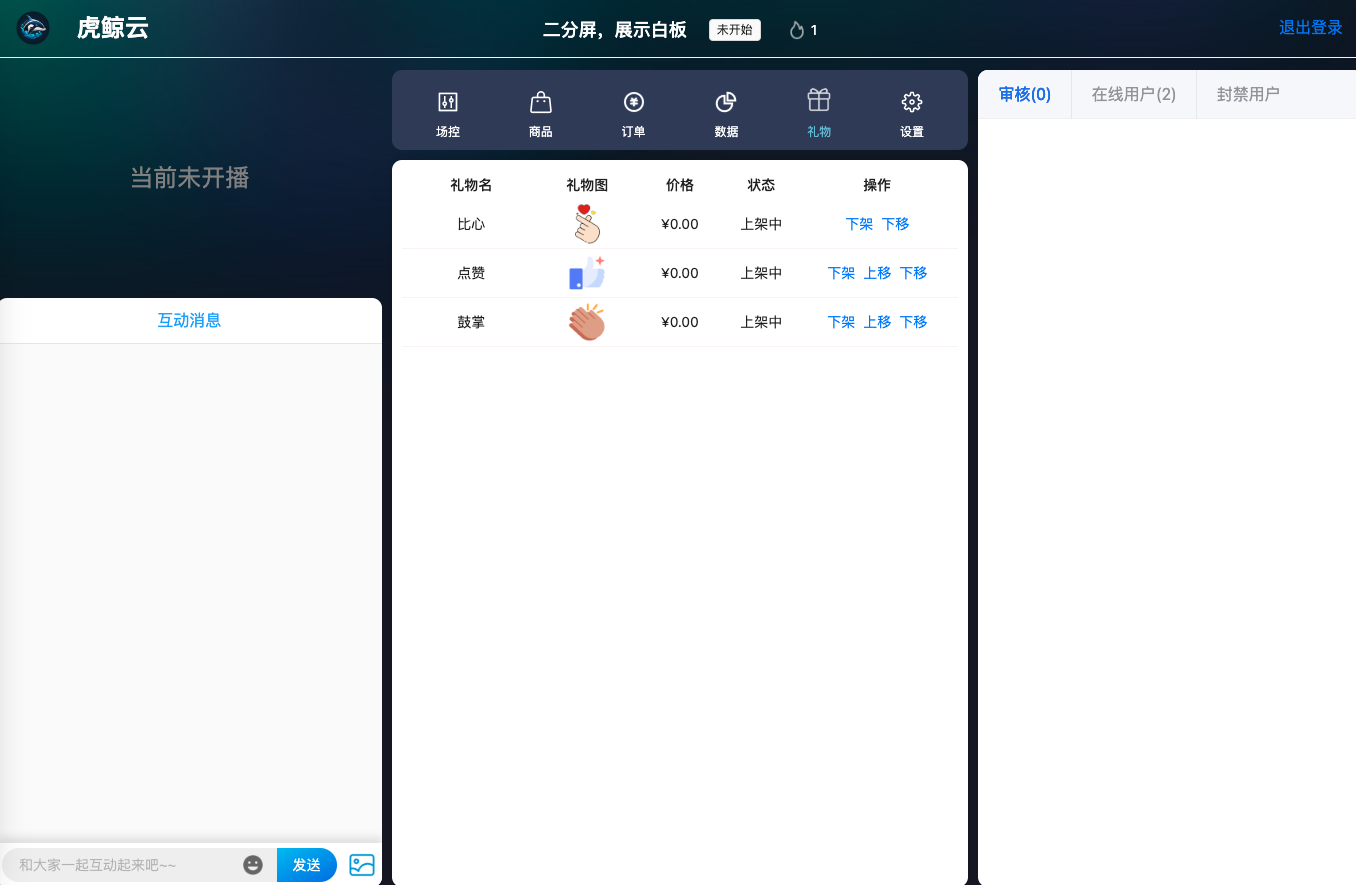 虎鲸云
二分屏，展示白板 未开始 1
退出登录
当前未开播
互动消息
和大家一起互动起来吧~~
发送
场控 商品 订单 数据 礼物 设置
礼物名 礼物图 价格 状态 操作
比心 ¥0.00 上架中 下架 下移
点赞 ¥0.00 上架中 下架 上移 下移
鼓掌 ¥0.00 上架中 下架 上移 下移
审核(0) 在线用户(2) 封禁用户